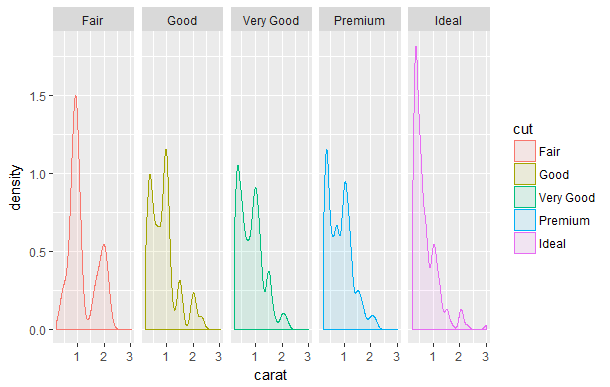 Fair Good Very Good Premium Ideal
1.5
1.0
0.5
0.0
density
1 2 3 1 2 3 1 2 3 1 2 3 1 2 3
carat
cut
Fair
Good
Very Good
Premium
Ideal